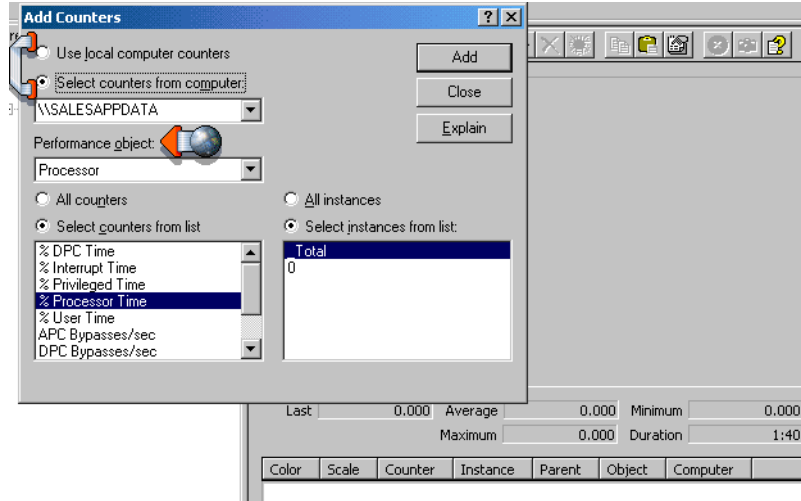 Add Counters
Use local computer counters
Select counters from computer:
\\SALESAPPDATA
Performance object:
Processor
All counters
Select counters from list
% DPC Time
% Interrupt Time
% Privileged Time
% Processor Time
% User Time
APC Bypasses/sec
DPC Bypasses/sec
All instances
Select instances from list:
_Total
0
Add
Close
Explain
Last 0.000 Average 0.000 Minimum 0.000
Maximum 0.000 Duration 1:40
Color Scale Counter Instance Parent Object Computer